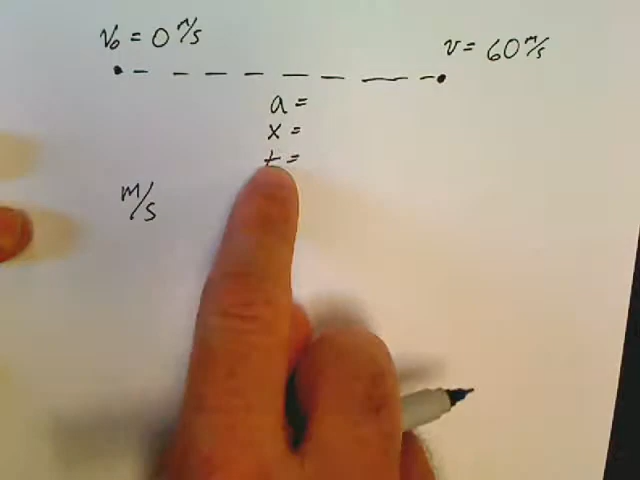 v₀ = 0 m/s
v = 60 m/s
a =
x =
t =
m/s